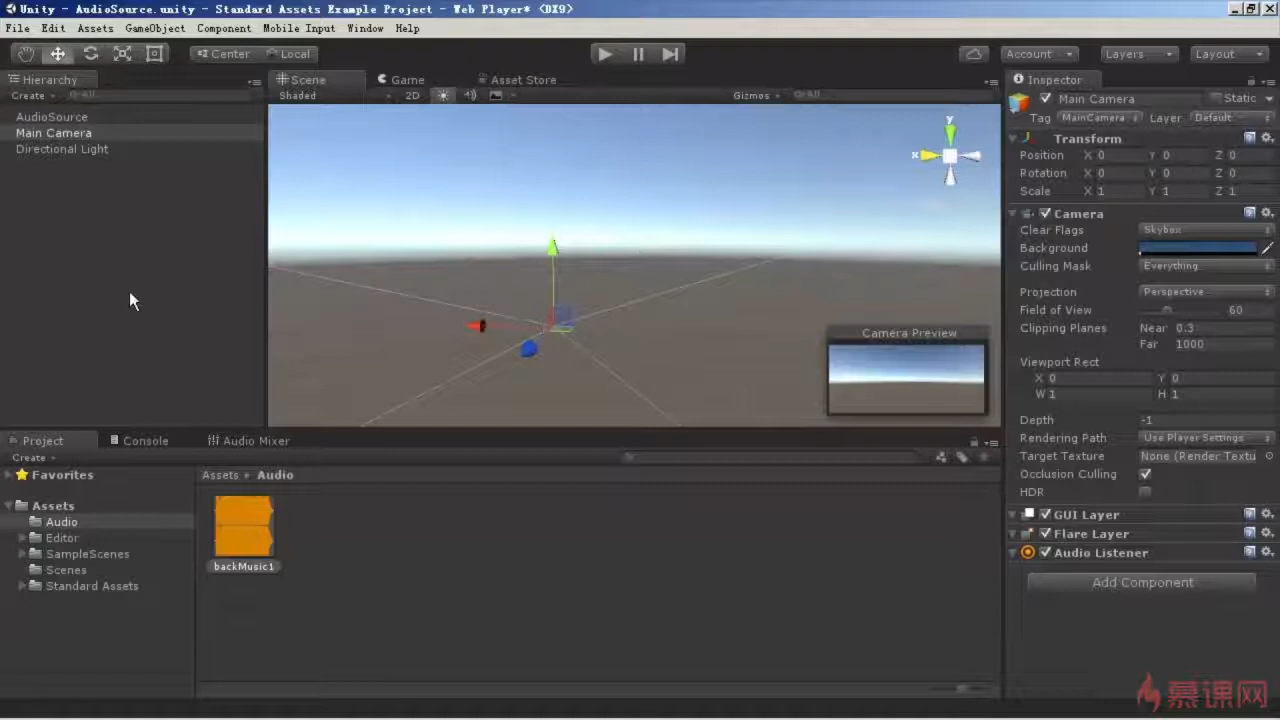 Unity - AudioSource.unity - Standard Assets Example Project - Web Player* <DX9>
File Edit Assets GameObject Component Mobile Input Window Help
Center Local Account Layers Layout
Hierarchy
Create All
AudioSource
Main Camera
Directional Light
Scene Game Asset Store
Shaded 2D Gizmos All
Camera Preview
Inspector
Main Camera Static
Tag MainCamera Layer Default
Transform
Position X 0 Y 0 Z 0
Rotation X 0 Y 0 Z 0
Scale X 1 Y 1 Z 1
Camera
Clear Flags Skybox
Background
Culling Mask Everything
Projection Perspective
Field of View 60
Clipping Planes Near 0.3
Far 1000
Viewport Rect
X 0 Y 0
W 1 H 1
Depth -1
Rendering Path Use Player Settings
Target Texture None (Render Textu
Occlusion Culling
HDR
GUI Layer
Flare Layer
Audio Listener
Add Component
Project Console Audio Mixer
Create
Favorites
Assets
Audio
Editor
SampleScenes
Scenes
Standard Assets
Assets Audio
backMusic1
x y
慕课网